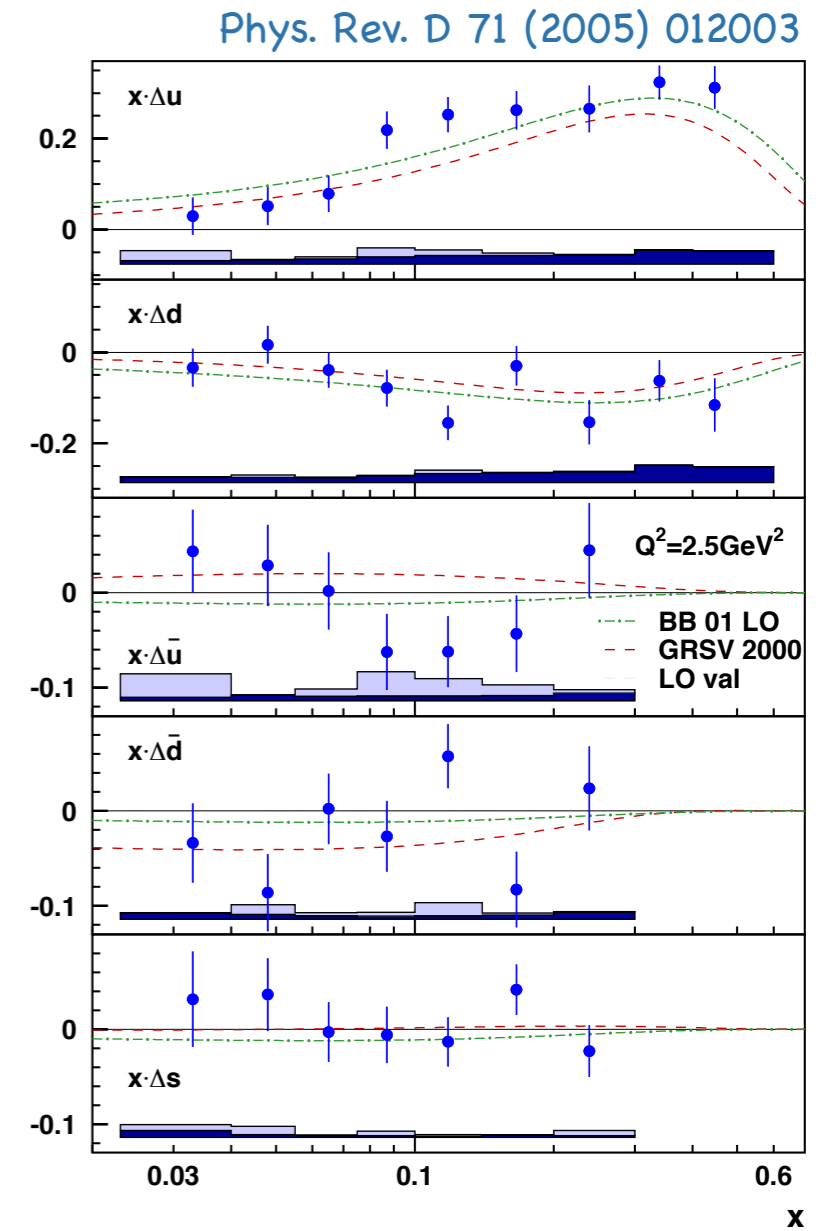 Phys. Rev. D 71 (2005) 012003
x·Δu
0.2
0
x·Δd
0
-0.2
Q²=2.5GeV²
0
BB 01 LO
GRSV 2000
LO val
x·Δū
-0.1
x·Δd̄
0
-0.1
0
x·Δs
-0.1
0.03 0.1 0.6
x